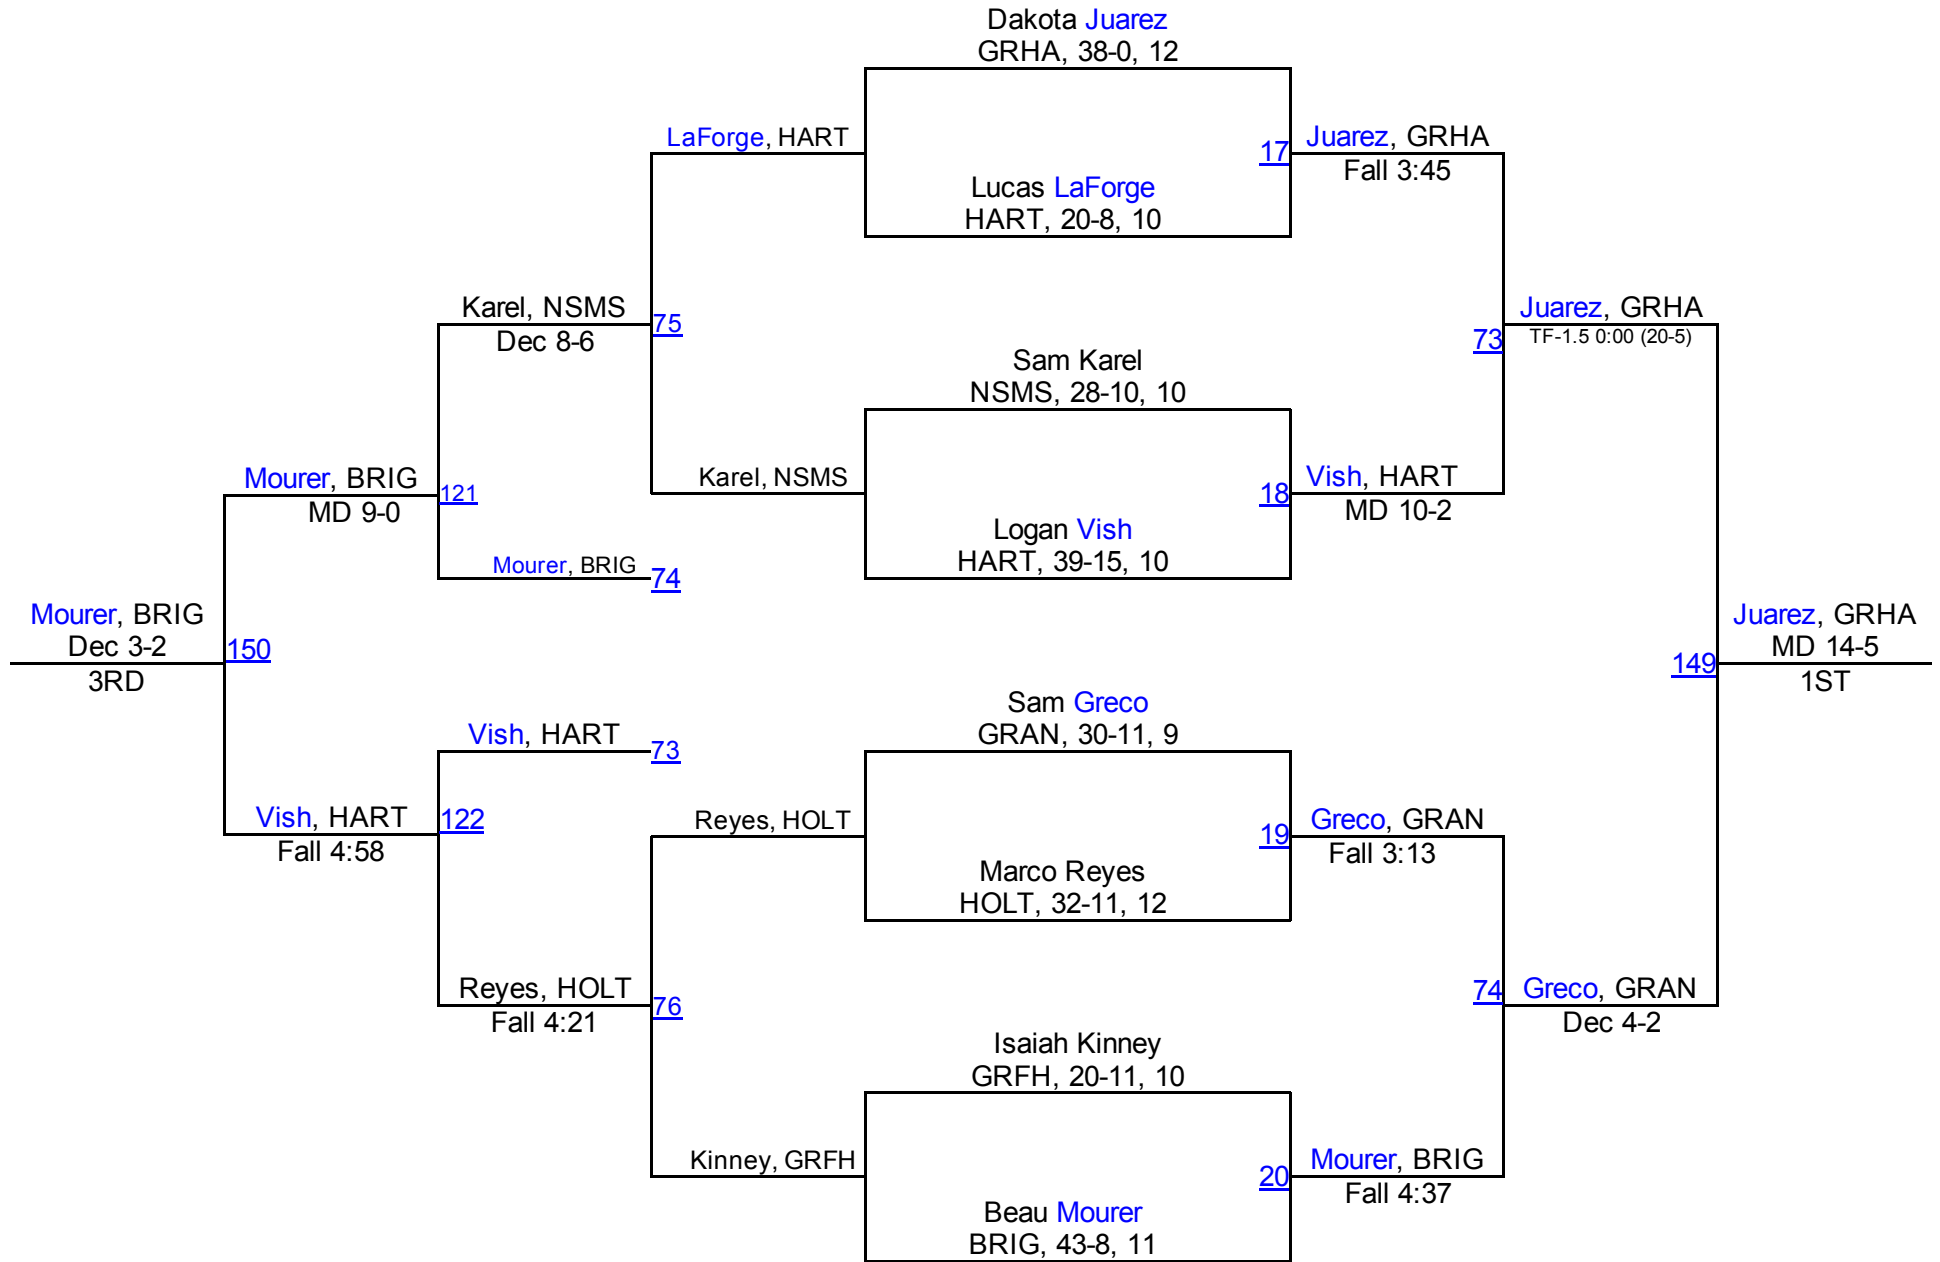 Dakota Juarez
GRHA, 38-0, 12
LaForge, HART
17
Juarez, GRHA
Fall 3:45
Lucas LaForge
HART, 20-8, 10
Karel, NSMS
Dec 8-6
75
Juarez, GRHA
TF-1.5 0:00 (20-5)
73
Sam Karel
NSMS, 28-10, 10
Mourer, BRIG
MD 9-0
121
Karel, NSMS
18
Vish, HART
MD 10-2
Logan Vish
HART, 39-15, 10
Mourer, BRIG
74
Mourer, BRIG
Dec 3-2
3RD
150
Juarez, GRHA
MD 14-5
1ST
149
Sam Greco
GRAN, 30-11, 9
Vish, HART
73
Vish, HART
Fall 4:58
122
Reyes, HOLT
19
Greco, GRAN
Fall 3:13
Marco Reyes
HOLT, 32-11, 12
Reyes, HOLT
Fall 4:21
76
74
Greco, GRAN
Dec 4-2
Isaiah Kinney
GRFH, 20-11, 10
Kinney, GRFH
20
Mourer, BRIG
Fall 4:37
Beau Mourer
BRIG, 43-8, 11